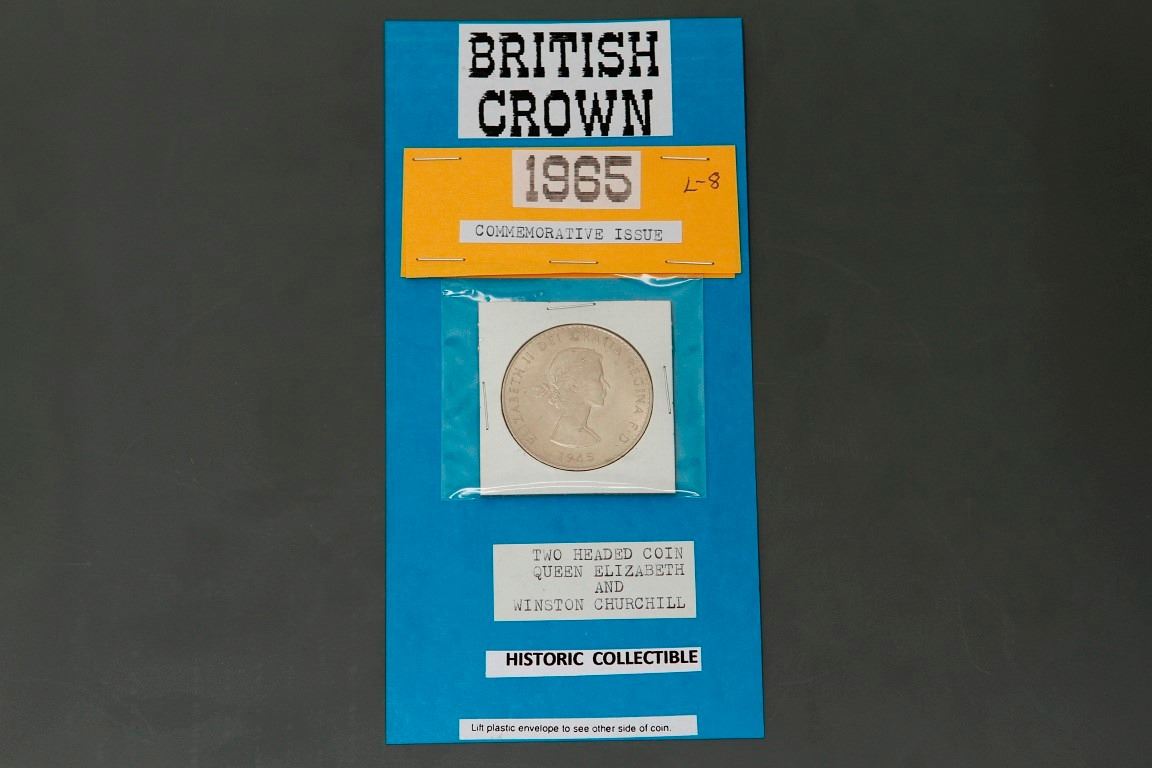 BRITISH
CROWN
1965
L-8
COMMEMORATIVE ISSUE
ELIZABETH II DEI GRATIA REGINA F.D.
1965
TWO HEADED COIN
QUEEN ELIZABETH
AND
WINSTON CHURCHILL
HISTORIC COLLECTIBLE
Lift plastic envelope to see other side of coin.